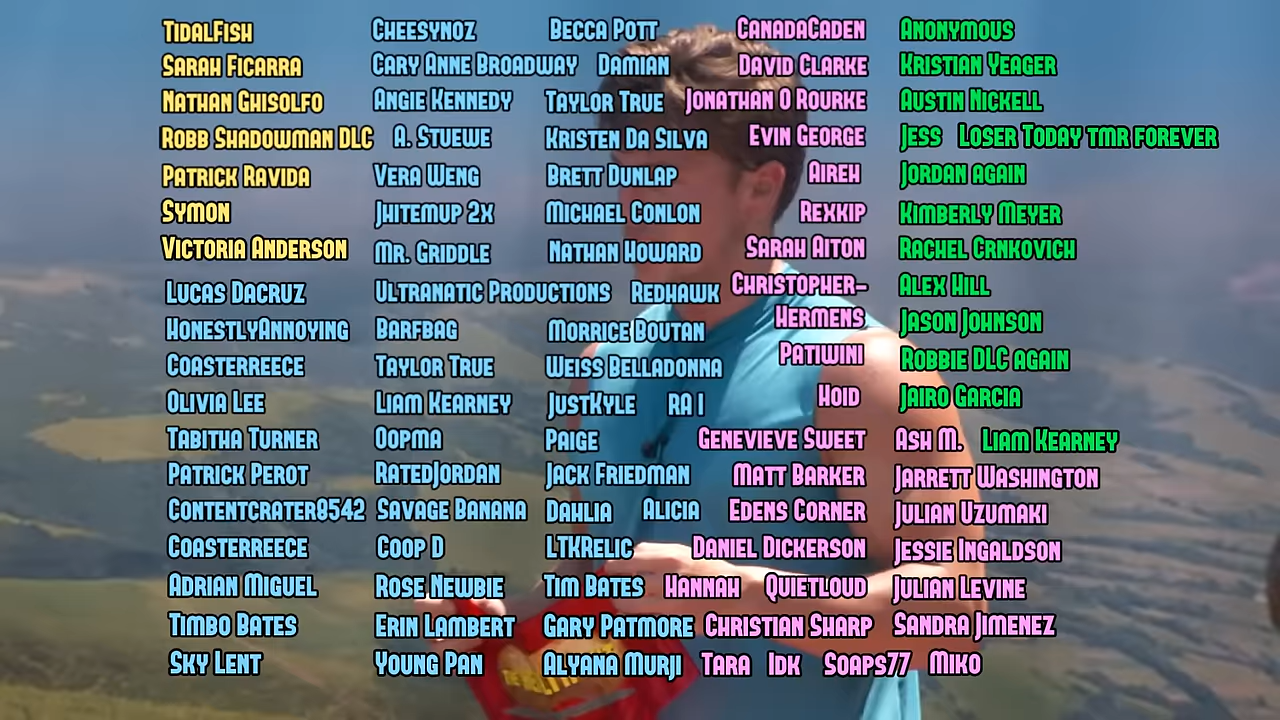 TidalFish
Sarah Ficarra
Nathan Ghisolfo
Robb Shadowman DLC
Patrick Ravida
Symon
Victoria Anderson
Lucas Dacruz
HonestlyAnnoying
Coasterreece
Olivia Lee
Tabitha Turner
Patrick Perot
Contentcrater8542
Coasterreece
Adrian Miguel
Timbo Bates
Sky Lent
Cheesynoz
Cary Anne Broadway
Angie Kennedy
A. Stuewe
Vera Weng
Jhitemup 2x
Mr. Griddle
Ultranatic Productions
Barfbag
Taylor True
Liam Kearney
Oopma
RatedJordan
Savage Banana
Coop D
Rose Newbie
Erin Lambert
Young Pan
Becca Pott
Damian
Taylor True
Kristen Da Silva
Brett Dunlap
Michael Conlon
Nathan Howard
Redhawk
Morrice Boutan
Weiss Belladonna
JustKyle RA I
Paige
Jack Friedman
Dahlia Alicia
LTKRelic
Tim Bates
Gary Patmore
Alyana Murji
CanadaCaden
David Clarke
Jonathan O Rourke
Evin George
Aireh
Rexkip
Sarah Aiton
Christopher-
Hermens
Patiwini
Hoid
Genevieve Sweet
Matt Barker
Edens Corner
Daniel Dickerson
Hannah Quietloud
Christian Sharp
Tara Idk Soaps77 Miko
Anonymous
Kristian Yeager
Austin Nickell
Jess Loser Today tmr forever
Jordan again
Kimberly Meyer
Rachel Crnkovich
Alex Hill
Jason Johnson
Robbie DLC again
Jairo Garcia
Ash M. Liam Kearney
Jarrett Washington
Julian Uzumaki
Jessie Ingaldson
Julian Levine
Sandra Jimenez